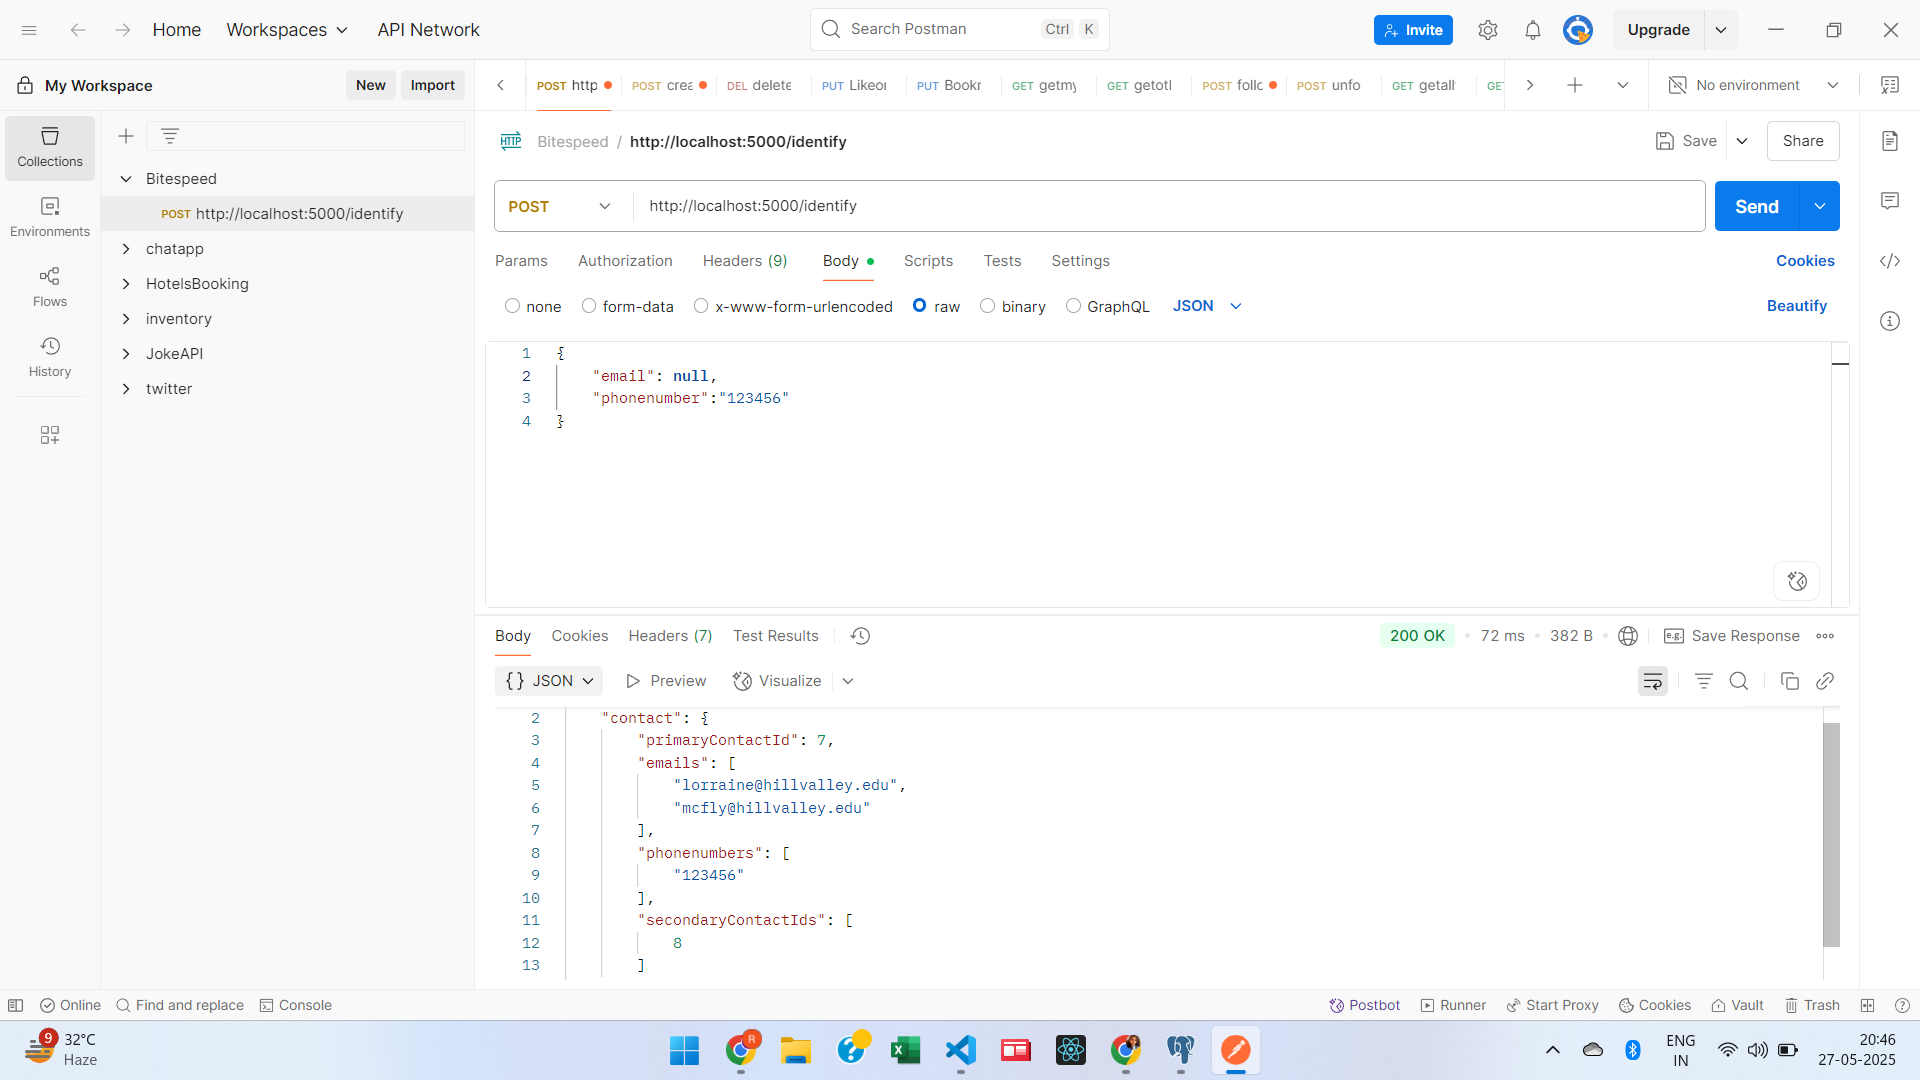 Home
Workspaces
API Network
Search Postman
Ctrl K
Invite
Upgrade
My Workspace
New
Import
POST http
POST crea
DEL delete
PUT Likeor
PUT Bookr
GET getmy
GET getotl
POST follo
POST unfo
GET getall
GET
No environment
Collections
Environments
Flows
History
Bitespeed
POST http://localhost:5000/identify
chatapp
HotelsBooking
inventory
JokeAPI
twitter
HTTP Bitespeed / http://localhost:5000/identify
Save
Share
POST http://localhost:5000/identify
Send
Params Authorization Headers (9) Body Scripts Tests Settings
Cookies
none form-data x-www-form-urlencoded raw binary GraphQL JSON
Beautify
1 {
2 "email": null,
3 "phonenumber":"123456"
4 }
Body Cookies Headers (7) Test Results
200 OK 72 ms 382 B
e.g. Save Response
{} JSON Preview Visualize
2 "contact": {
3 "primaryContactId": 7,
4 "emails": [
5 "lorraine@hillvalley.edu",
6 "mcfly@hillvalley.edu"
7 ],
8 "phonenumbers": [
9 "123456"
10 ],
11 "secondaryContactIds": [
12 8
13 ]
Online Find and replace Console
Postbot Runner Start Proxy Cookies Vault Trash
9
32°C
Haze
R
ENG
IN
20:46
27-05-2025